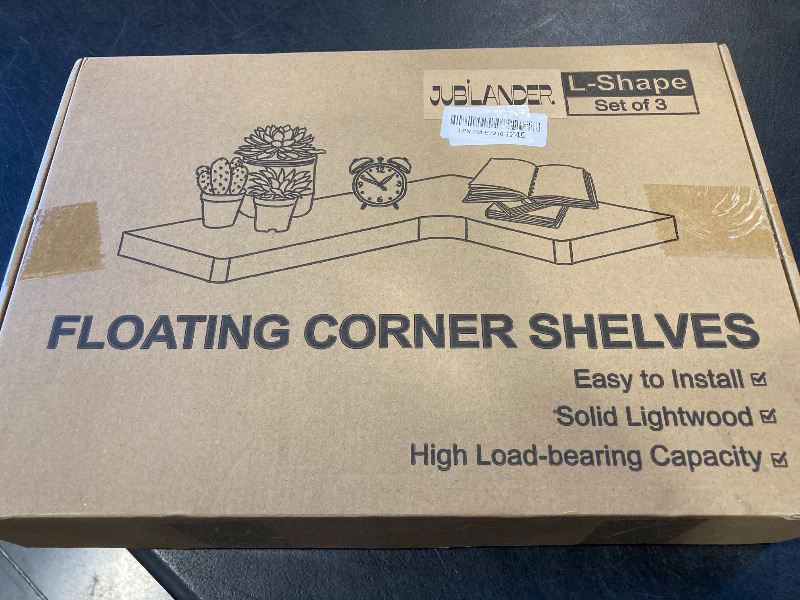 JUBiLANDER
L-Shape
Set of 3
FLOATING CORNER SHELVES
Easy to Install
Solid Lightwood
High Load-bearing Capacity